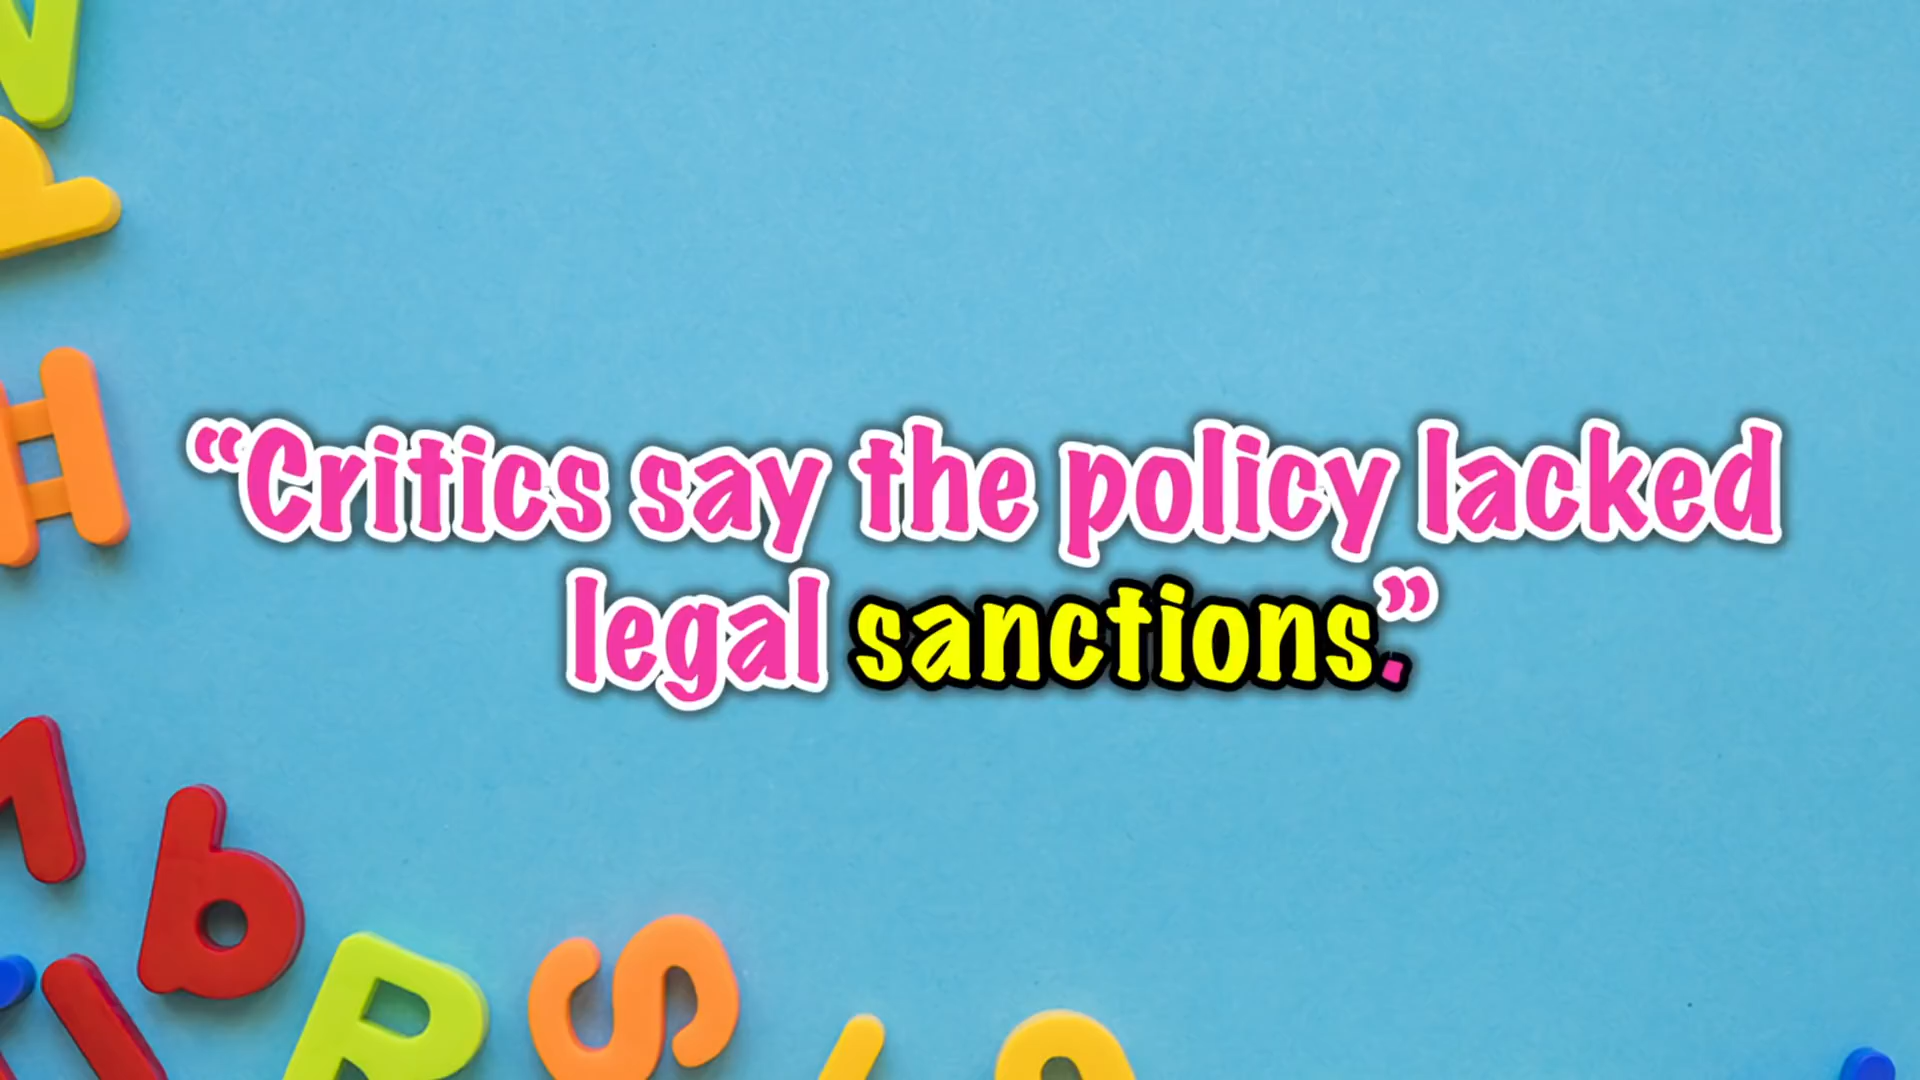 “Critics say the policy lacked
legal sanctions.”